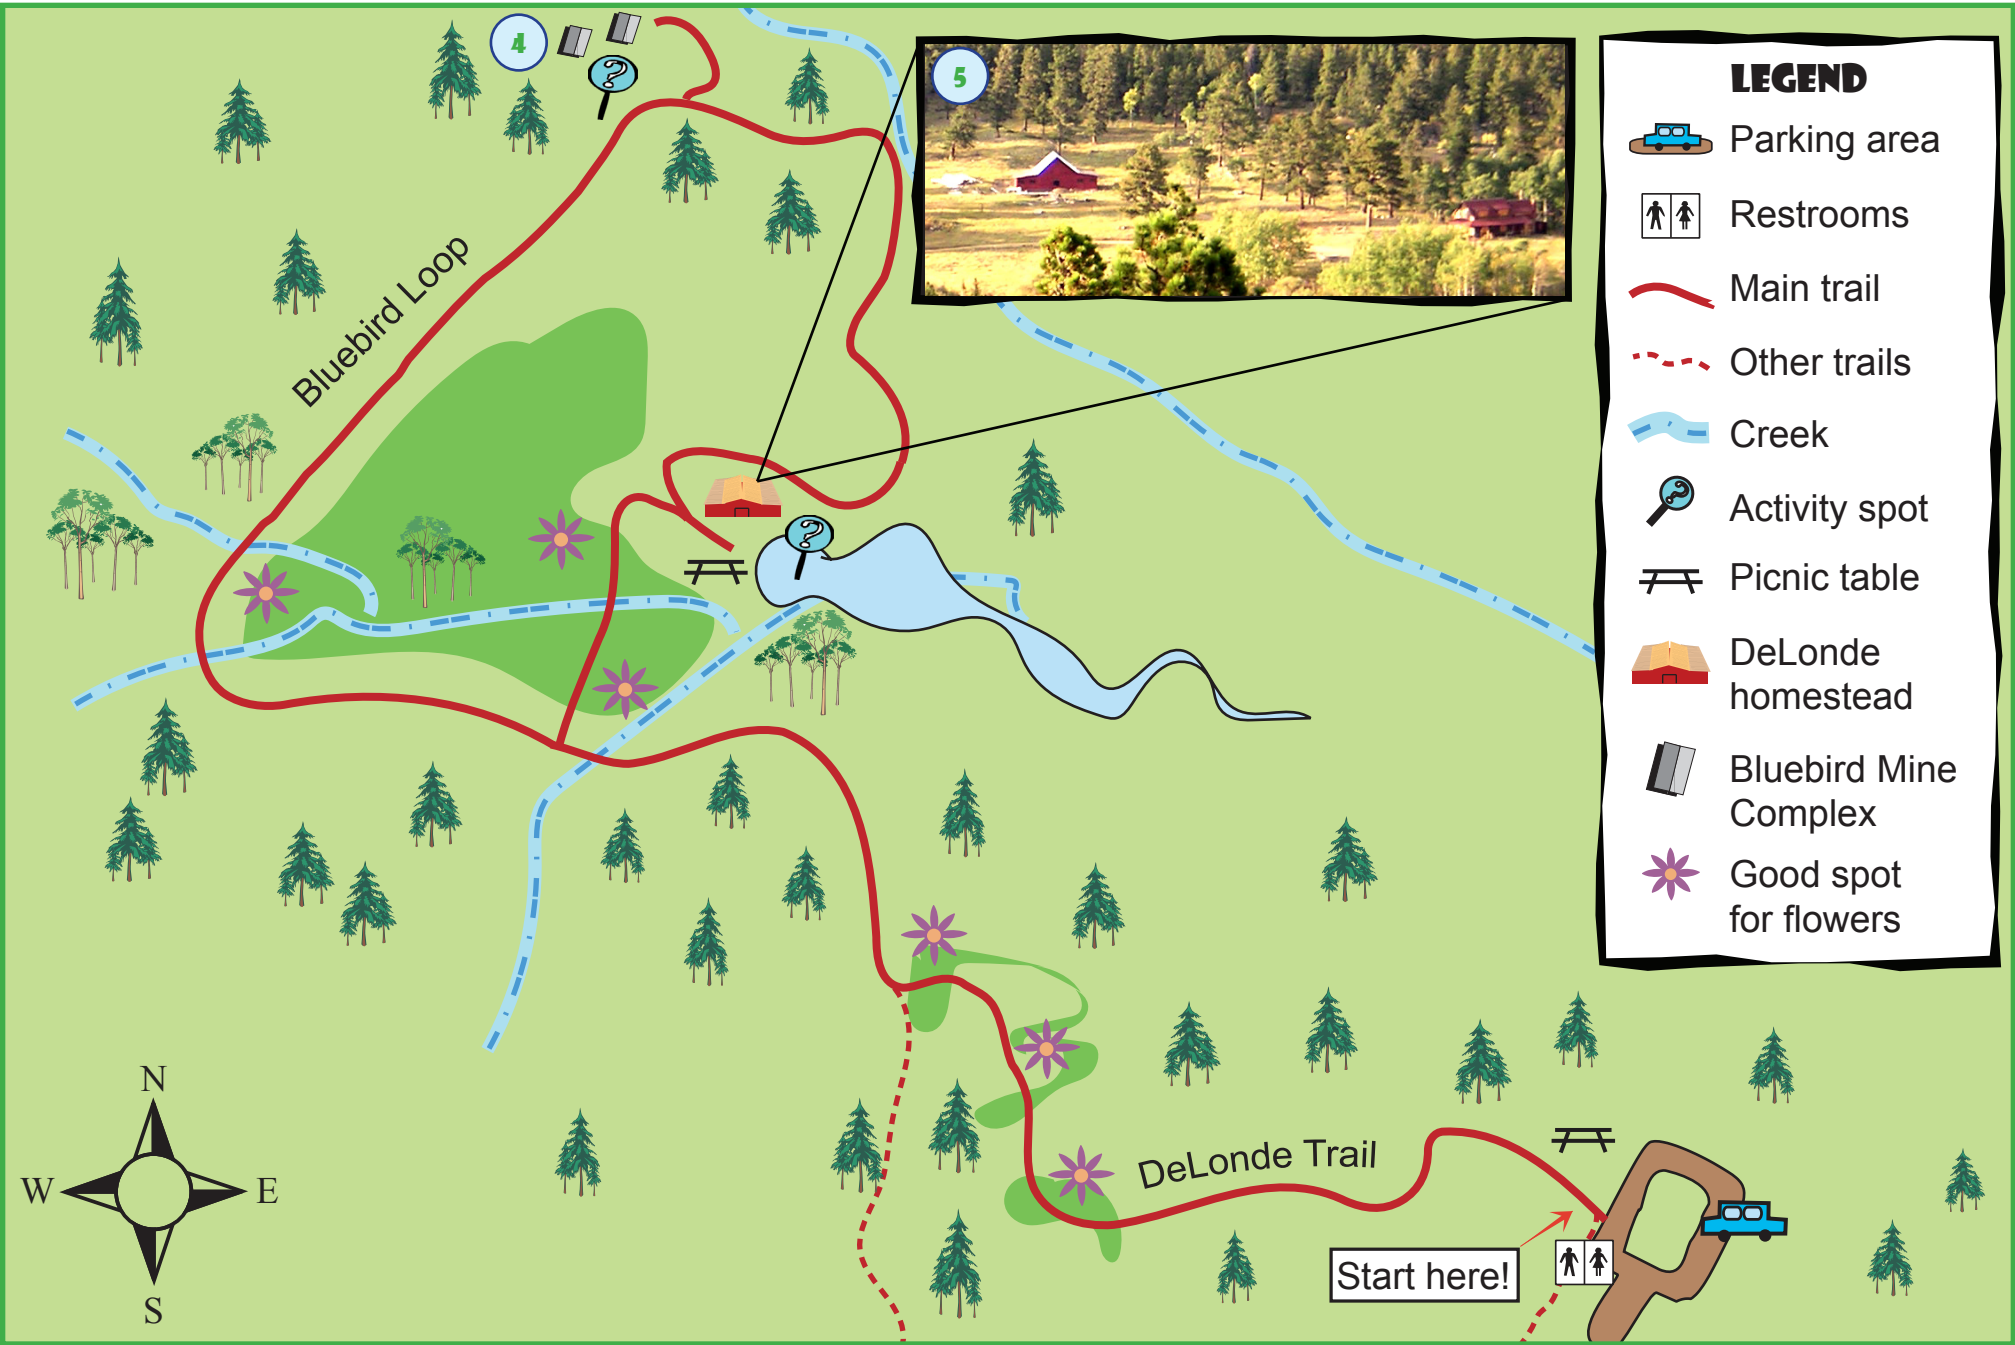 4
5
LEGEND
Parking area
Restrooms
Main trail
Other trails
Creek
Activity spot
Picnic table
DeLonde
homestead
Bluebird Mine
Complex
Good spot
for flowers
Bluebird Loop
?
?
DeLonde Trail
Start here!
N
W
E
S